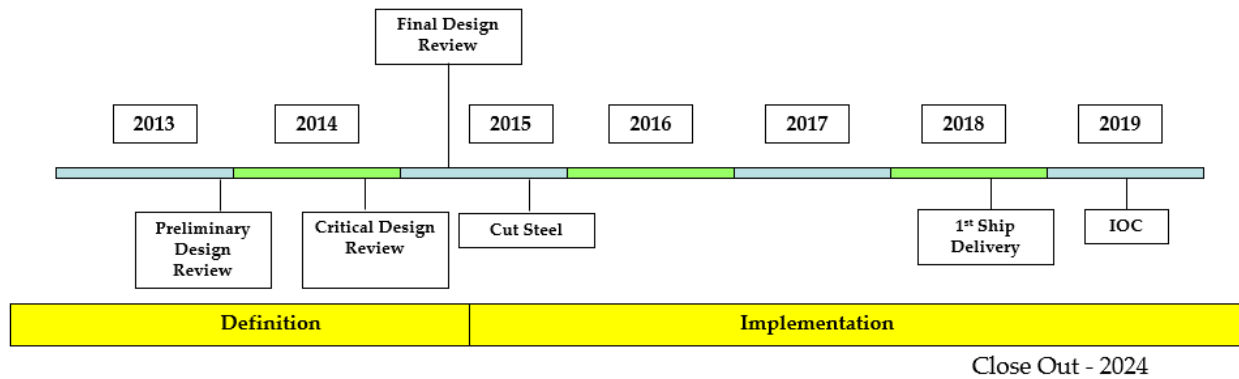 Final Design
Review
2013
2014
2015
2016
2017
2018
2019
Preliminary
Design
Review
Critical Design
Review
Cut Steel
1st Ship
Delivery
IOC
Definition
Implementation
Close Out - 2024